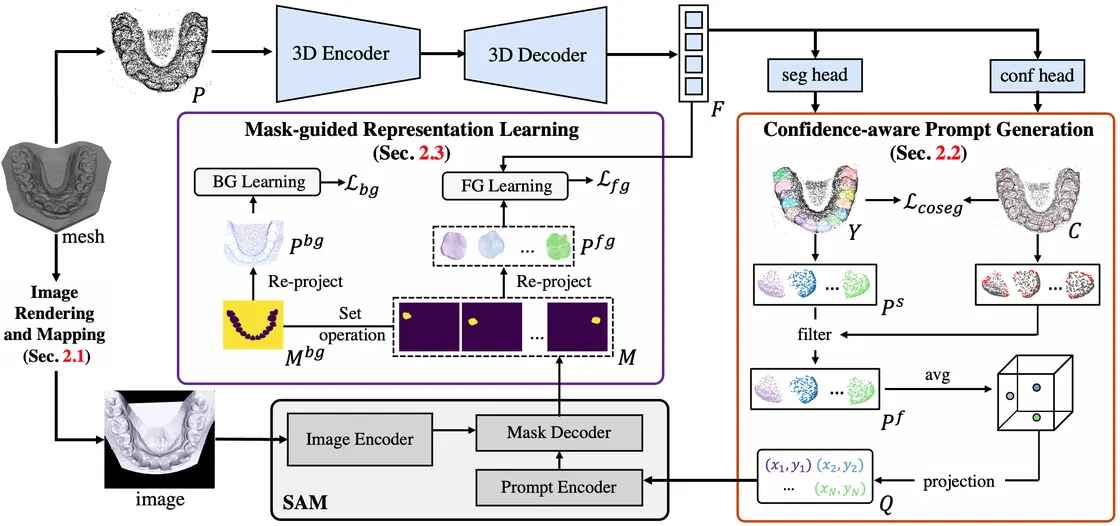 P
3D Encoder
3D Decoder
F
seg head
conf head
mesh
Image
Rendering
and Mapping
(Sec. 2.1)
image
Mask-guided Representation Learning
(Sec. 2.3)
BG Learning
ℒ_bg
FG Learning
ℒ_fg
P^bg
...
P^fg
Re-project
Re-project
Set
operation
M^bg
...
M
Image Encoder
Mask Decoder
Prompt Encoder
SAM
Confidence-aware Prompt Generation
(Sec. 2.2)
Y
ℒ_coseg
C
...
P^s
...
filter
...
P^f
avg
projection
(x_1, y_1) (x_2, y_2)
... (x_N, y_N)
Q